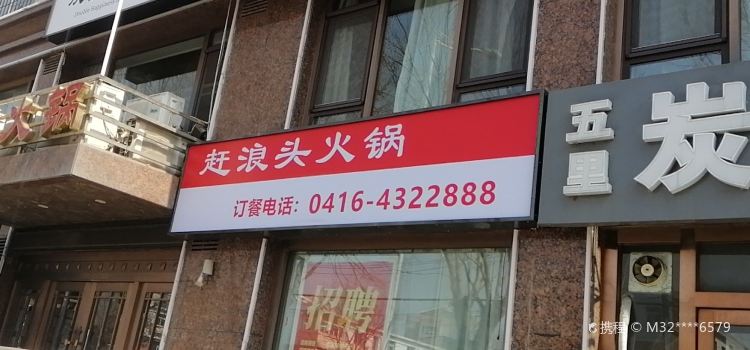 火锅
赶浪头火锅
订餐电话：0416-4322888
五里
炭
招聘
携程 © M32****6579